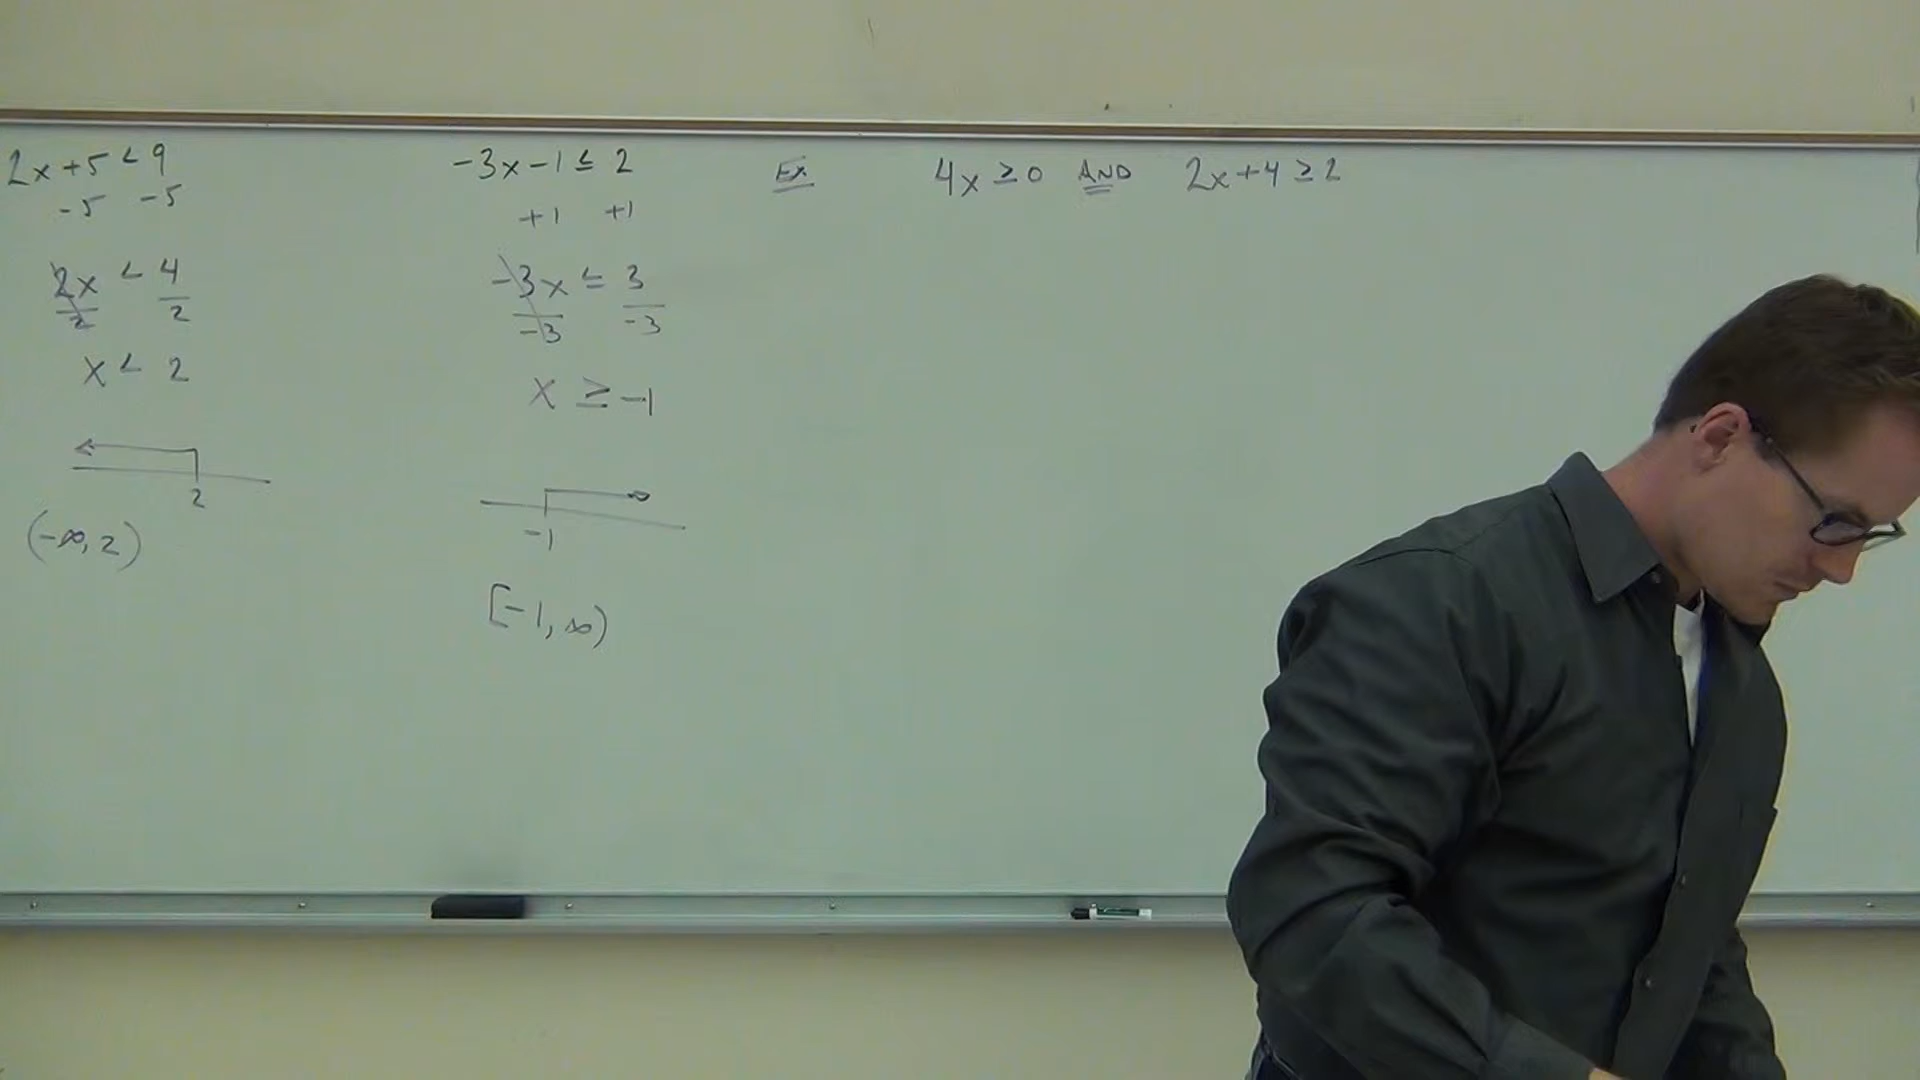 2x+5<9
-5 -5
2x < 4
2 2
x < 2
2
(-∞, 2)
-3x-1≤2
+1 +1
-3x ≤ 3
-3 -3
x ≥ -1
-1
[-1, ∞)
Ex 4x≥0 AND 2x+4≥2